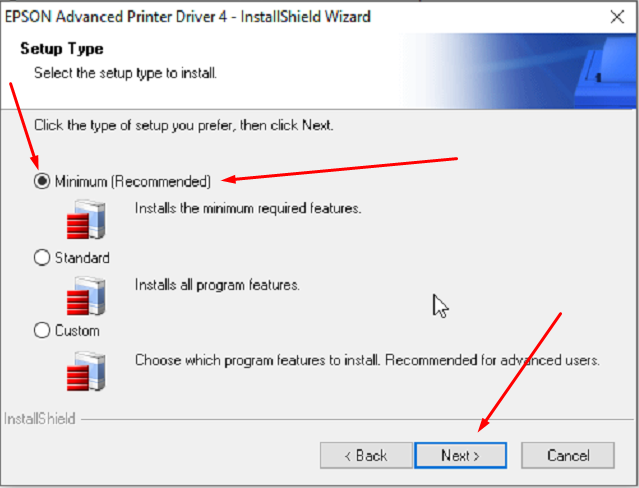 EPSON Advanced Printer Driver 4 - InstallShield Wizard
Setup Type
Select the setup type to install.
Click the type of setup you prefer, then click Next.
Minimum (Recommended)
Installs the minimum required features.
Standard
Installs all program features.
Custom
Choose which program features to install. Recommended for advanced users.
InstallShield
< Back
Next >
Cancel